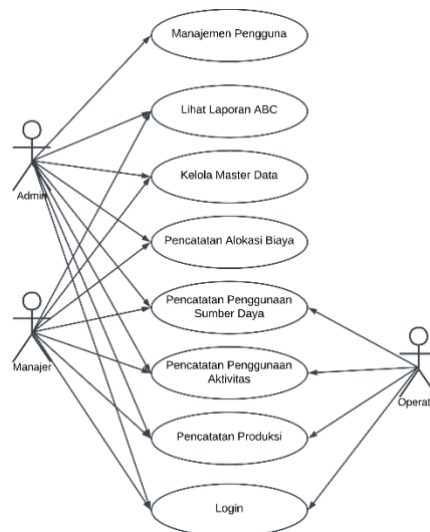 Manajemen Pengguna
Lihat Laporan ABC
Kelola Master Data
Admin
Pencatatan Alokasi Biaya
Pencatatan Penggunaan
Sumber Daya
Manajer
Pencatatan Penggunaan
Aktivitas
Operat
Pencatatan Produksi
Login